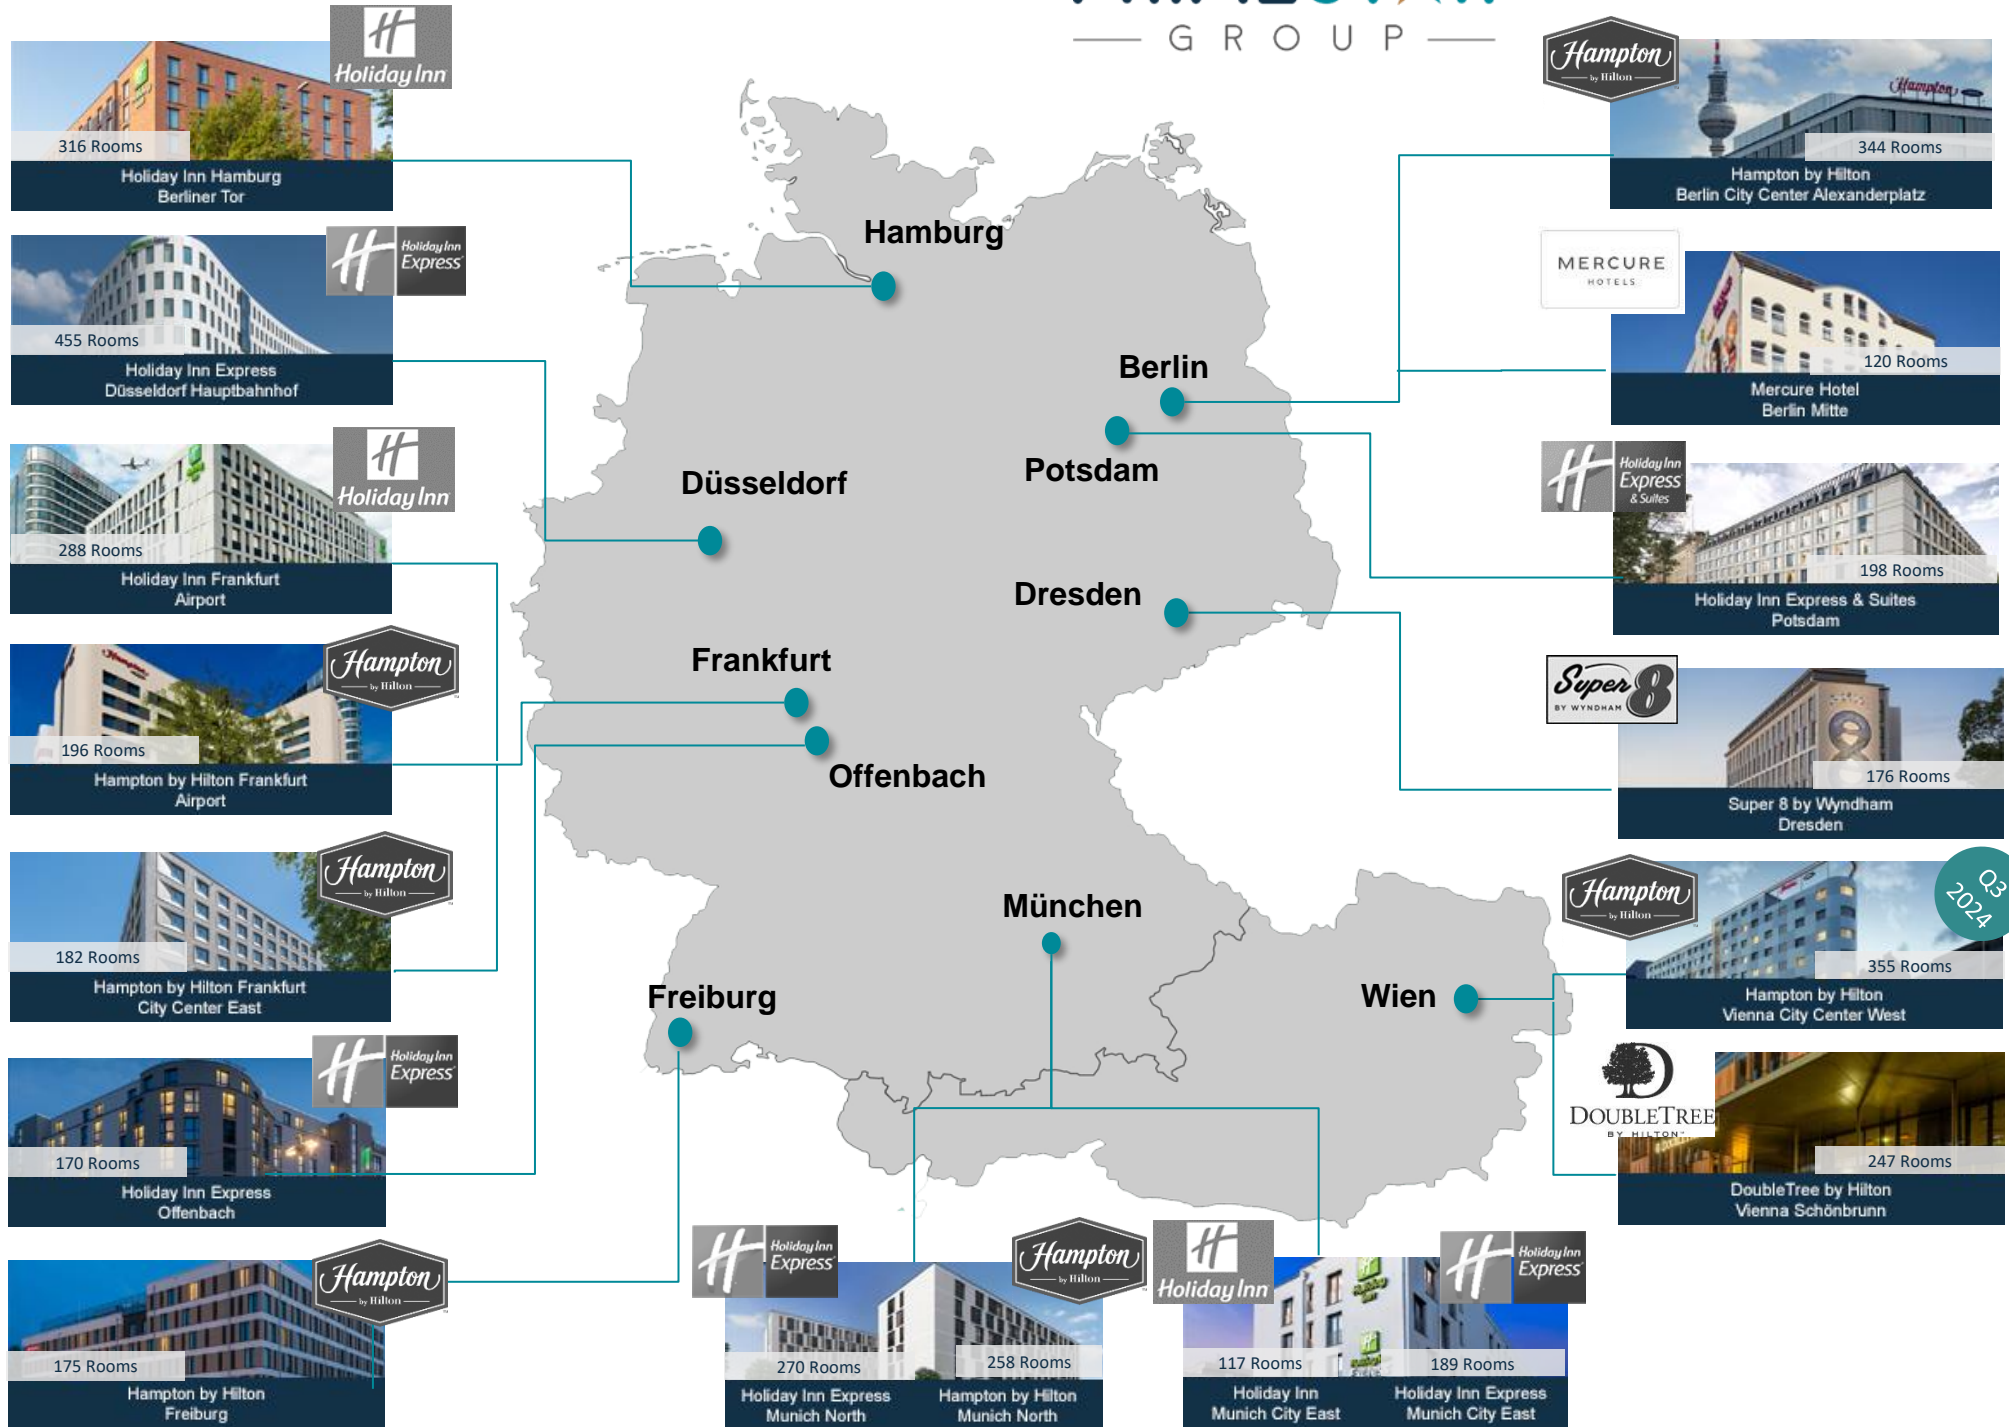 GROUP
Holiday Inn
316 Rooms
Holiday Inn Hamburg
Berliner Tor
Holiday Inn
Express
455 Rooms
Holiday Inn Express
Düsseldorf Hauptbahnhof
Holiday Inn
288 Rooms
Holiday Inn Frankfurt
Airport
Hampton
by Hilton
196 Rooms
Hampton by Hilton Frankfurt
Airport
Hampton
by Hilton
182 Rooms
Hampton by Hilton Frankfurt
City Center East
Holiday Inn
Express
170 Rooms
Holiday Inn Express
Offenbach
Hampton
by Hilton
175 Rooms
Hampton by Hilton
Freiburg
Hamburg
Berlin
Potsdam
Düsseldorf
Dresden
Frankfurt
Offenbach
München
Freiburg
Wien
Hampton
by Hilton
Hampton
344 Rooms
Hampton by Hilton
Berlin City Center Alexanderplatz
MERCURE
HOTELS
120 Rooms
Mercure Hotel
Berlin Mitte
Holiday Inn
Express
& Suites
198 Rooms
Holiday Inn Express & Suites
Potsdam
Super 8
BY WYNDHAM
176 Rooms
Super 8 by Wyndham
Dresden
Hampton
by Hilton
Q3
2024
355 Rooms
Hampton by Hilton
Vienna City Center West
DOUBLETREE
BY HILTON™
247 Rooms
DoubleTree by Hilton
Vienna Schönbrunn
Holiday Inn
Express
270 Rooms
Holiday Inn Express
Munich North
Hampton
by Hilton
258 Rooms
Hampton by Hilton
Munich North
Holiday Inn
117 Rooms
Holiday Inn
Munich City East
Holiday Inn
Express
189 Rooms
Holiday Inn Express
Munich City East